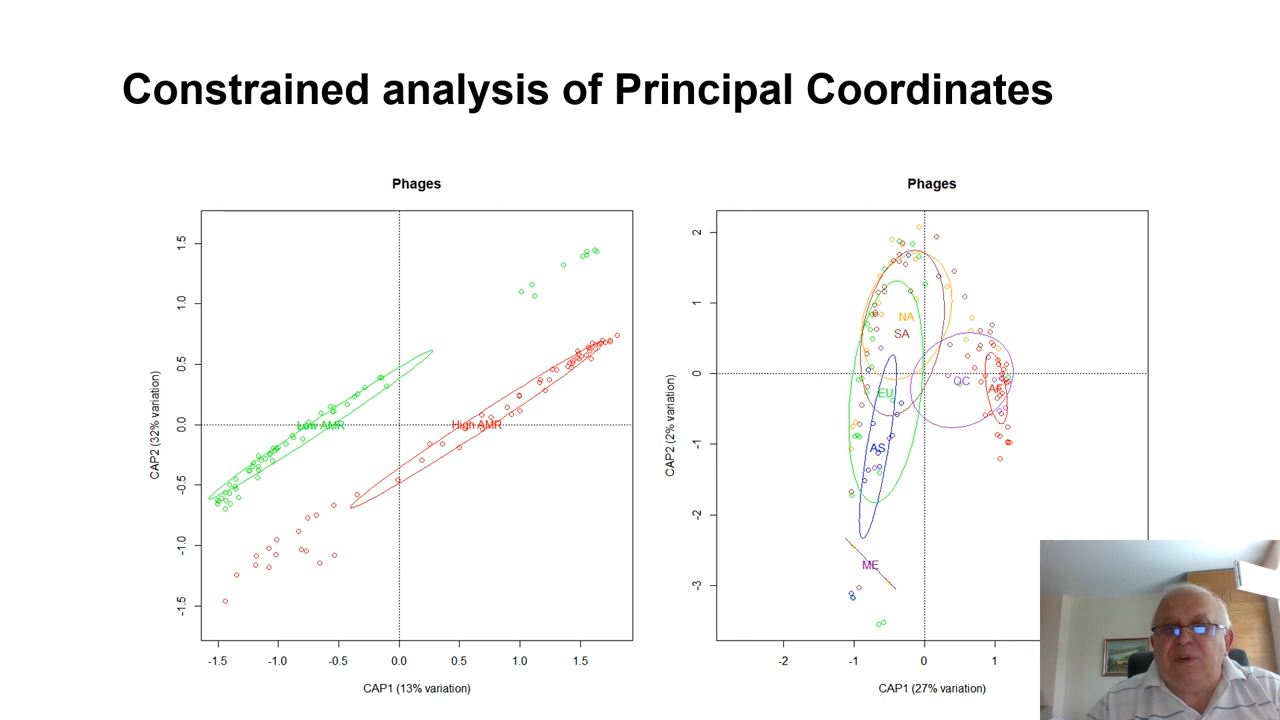 Constrained analysis of Principal Coordinates
Phages
CAP2 (32% variation)
1.5
1.0
0.5
0.0
-0.5
-1.0
-1.5
Low AMR
High AMR
-1.5
-1.0
-0.5
0.0
0.5
1.0
1.5
CAP1 (13% variation)
Phages
CAP2 (2% variation)
2
1
0
-1
-2
-3
NA
SA
EU
OC
AF
AS
ME
-2
-1
0
1
CAP1 (27% variation)